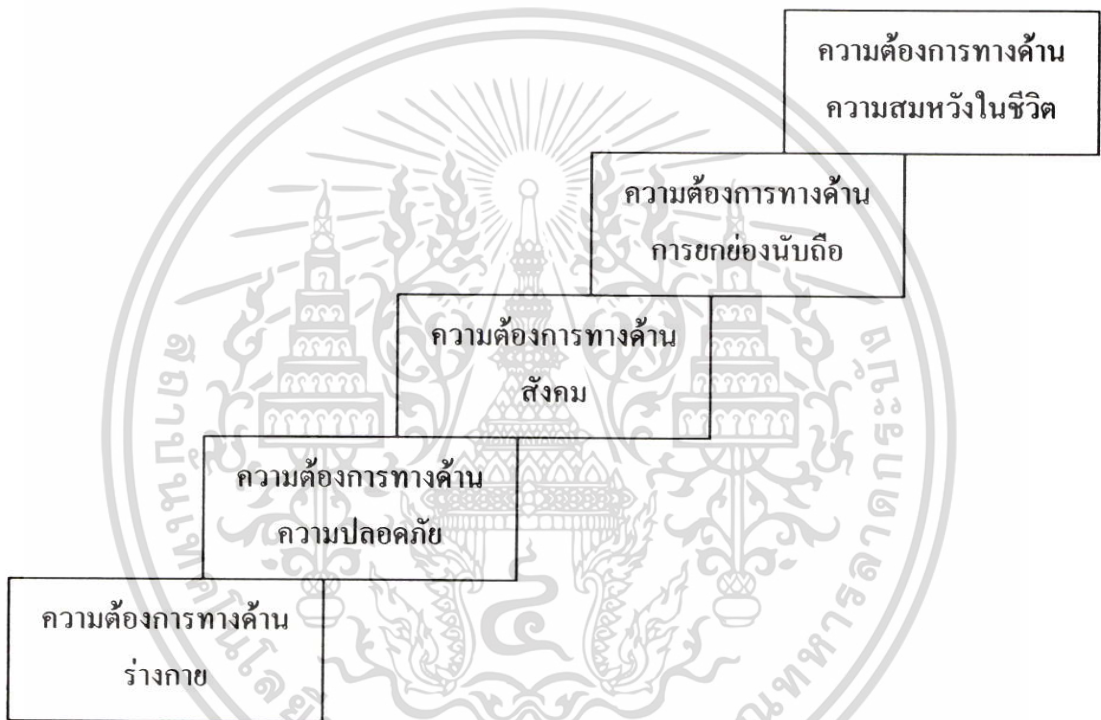 ความต้องการทางด้าน
ความสมหวังในชีวิต
ความต้องการทางด้าน
การยกย่องนับถือ
ความต้องการทางด้าน
สังคม
ความต้องการทางด้าน
ความปลอดภัย
ความต้องการทางด้าน
ร่างกาย